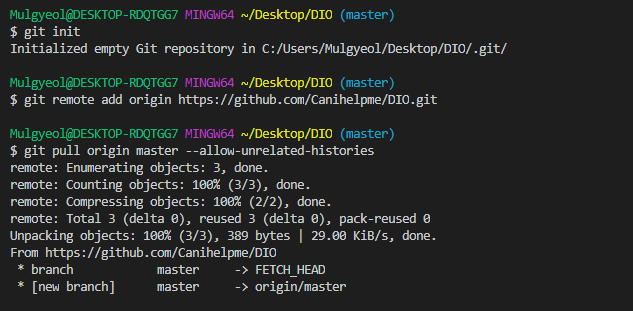 Mulgyeol@DESKTOP-RDQTGG7 MINGW64 ~/Desktop/DIO (master)
$ git init
Initialized empty Git repository in C:/Users/Mulgyeol/Desktop/DIO/.git/
Mulgyeol@DESKTOP-RDQTGG7 MINGW64 ~/Desktop/DIO (master)
$ git remote add origin https://github.com/Canihelpme/DIO.git
Mulgyeol@DESKTOP-RDQTGG7 MINGW64 ~/Desktop/DIO (master)
$ git pull origin master --allow-unrelated-histories
remote: Enumerating objects: 3, done.
remote: Counting objects: 100% (3/3), done.
remote: Compressing objects: 100% (2/2), done.
remote: Total 3 (delta 0), reused 3 (delta 0), pack-reused 0
Unpacking objects: 100% (3/3), 389 bytes | 29.00 KiB/s, done.
From https://github.com/Canihelpme/DIO
 * branch            master     -> FETCH_HEAD
 * [new branch]      master     -> origin/master